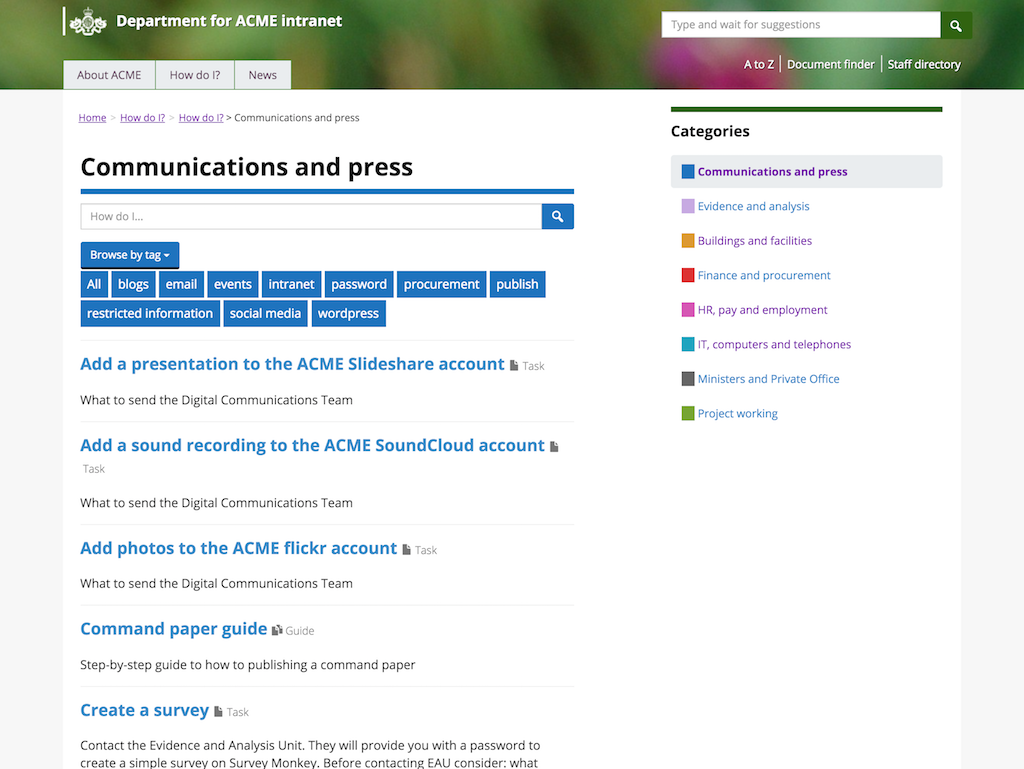 Department for ACME intranet
Type and wait for suggestions
A to Z
Document finder
Staff directory
About ACME
How do I?
News
Home > How do I? > How do I? > Communications and press
Communications and press
How do I...
Browse by tag
All
blogs
email
events
intranet
password
procurement
publish
restricted information
social media
wordpress
Add a presentation to the ACME Slideshare account Task
What to send the Digital Communications Team
Add a sound recording to the ACME SoundCloud account
Task
What to send the Digital Communications Team
Add photos to the ACME flickr account Task
What to send the Digital Communications Team
Command paper guide Guide
Step-by-step guide to how to publishing a command paper
Create a survey Task
Contact the Evidence and Analysis Unit. They will provide you with a password to
create a simple survey on Survey Monkey. Before contacting EAU consider: what
Categories
Communications and press
Evidence and analysis
Buildings and facilities
Finance and procurement
HR, pay and employment
IT, computers and telephones
Ministers and Private Office
Project working